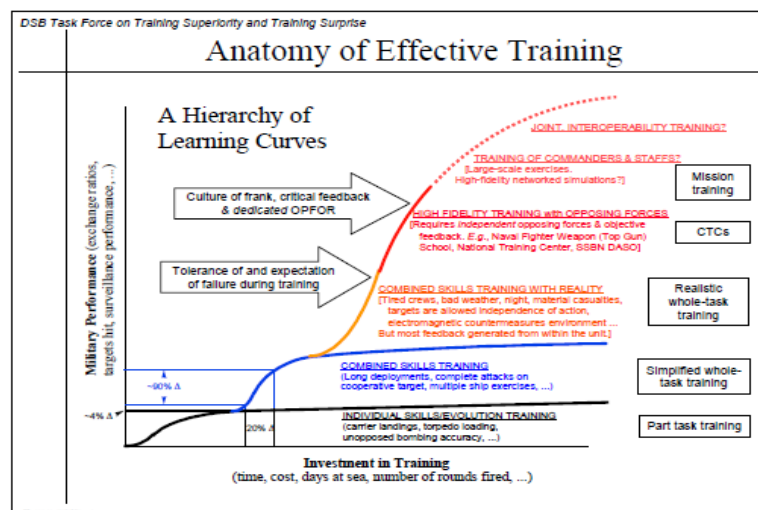 DSB Task Force on Training Superiority and Training Surprise
Anatomy of Effective Training
A Hierarchy of
Learning Curves
JOINT, INTEROPERABILITY TRAINING?
TRAINING OF COMMANDERS & STAFFS?
[Large-scale exercises.
High-fidelity networked simulations?]
Mission
training
Culture of frank, critical feedback
& dedicated OPFOR
HIGH FIDELITY TRAINING with OPPOSING FORCES
[Requires independent opposing forces & objective
feedback. E.g., Naval Fighter Weapon (Top Gun)
School, National Training Center, SSBN DASO]
CTCs
Tolerance of and expectation
of failure during training
COMBINED SKILLS TRAINING WITH REALITY
[Tired crews, bad weather, night, material casualties,
targets are allowed independence of action,
electromagnetic countermeasures environment ...
But most feedback generated from within the unit.]
Realistic
whole-task
training
Military Performance (exchange ratios,
targets hit, surveillance performance, ...)
COMBINED SKILLS TRAINING
(Long deployments, complete attacks on
cooperative target, multiple ship exercises, ...)
Simplified whole-
task training
~90% Δ
~4% Δ
20% Δ
INDIVIDUAL SKILLS/EVOLUTION TRAINING
(carrier landings, torpedo loading,
unopposed bombing accuracy, ...)
Part task training
Investment in Training
(time, cost, days at sea, number of rounds fired, ...)